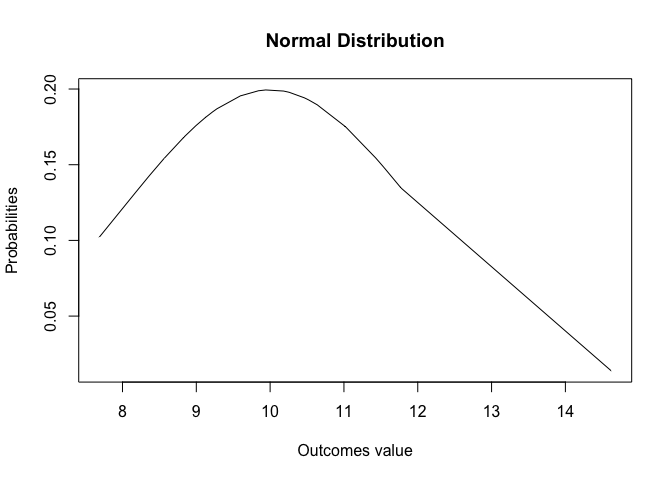 Normal Distribution
0.20
0.15
0.10
0.05
Probabilities
8 9 10 11 12 13 14
Outcomes value